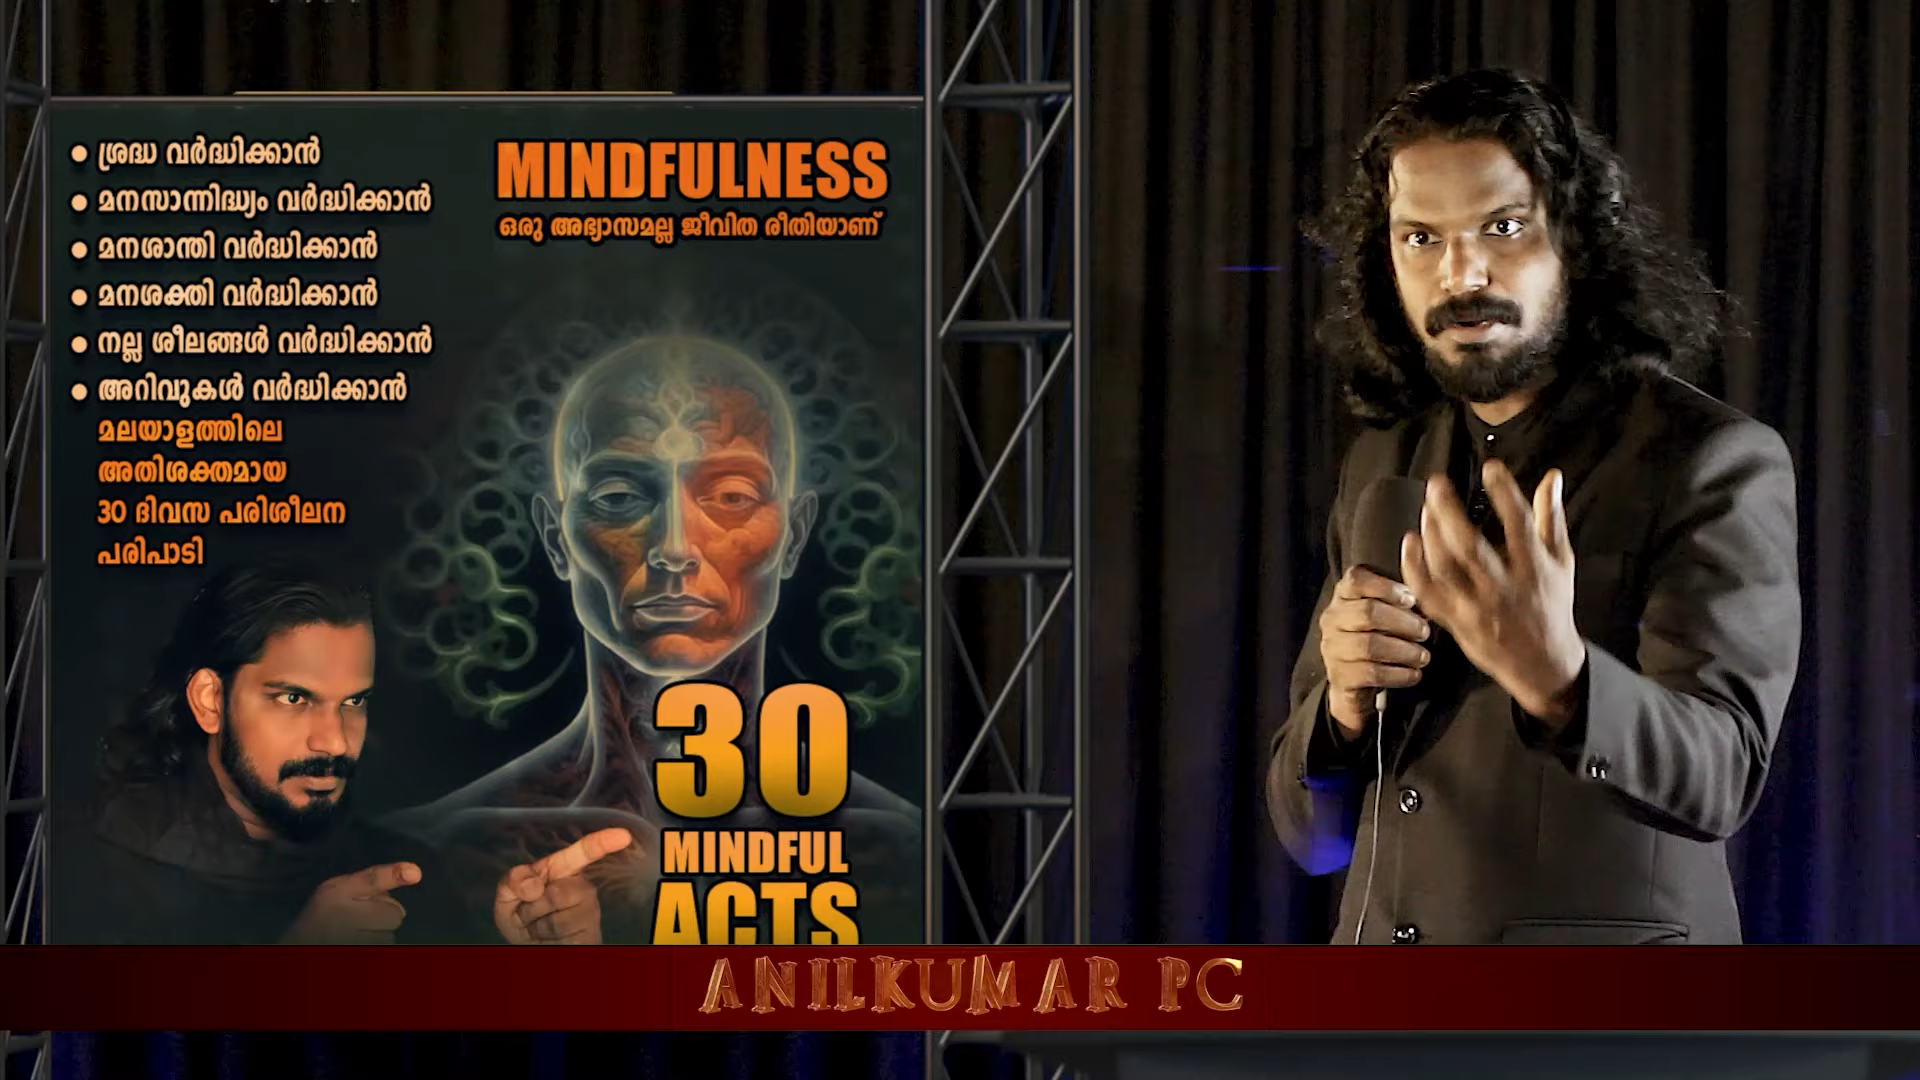 ശ്രദ്ധ വർദ്ധിക്കാൻ
മനസാന്നിദ്ധ്യം വർദ്ധിക്കാൻ
മനശാന്തി വർദ്ധിക്കാൻ
മനശക്തി വർദ്ധിക്കാൻ
നല്ല ശീലങ്ങൾ വർദ്ധിക്കാൻ
അറിവുകൾ വർദ്ധിക്കാൻ
മലയാളത്തിലെ
അതിശക്തമായ
30 ദിവസ പരിശീലന
പരിപാടി
MINDFULNESS
ഒരു അഭ്യാസമല്ല ജീവിത രീതിയാണ്
30
MINDFUL
ACTS
ANILKUMAR PC